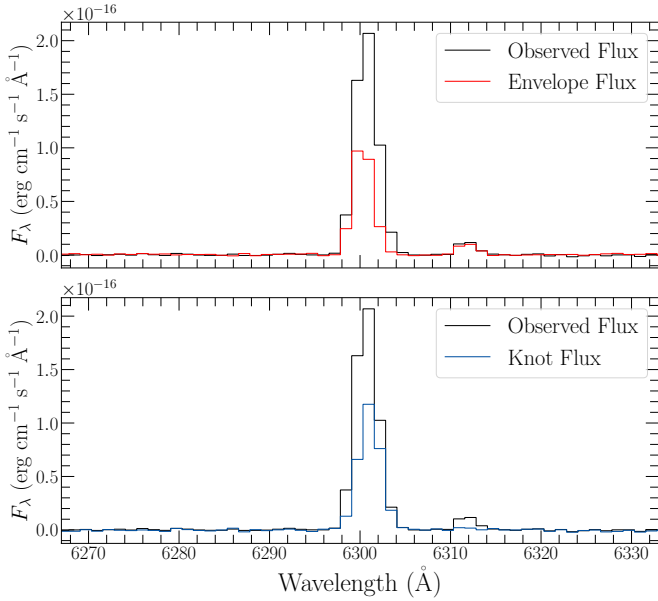 ×10⁻¹⁶
2.0
1.5
1.0
0.5
0.0
F_λ (erg cm⁻¹ s⁻¹ Å⁻¹)
Observed Flux
Envelope Flux
×10⁻¹⁶
2.0
1.5
1.0
0.5
0.0
F_λ (erg cm⁻¹ s⁻¹ Å⁻¹)
Observed Flux
Knot Flux
6270 6280 6290 6300 6310 6320 6330
Wavelength (Å)